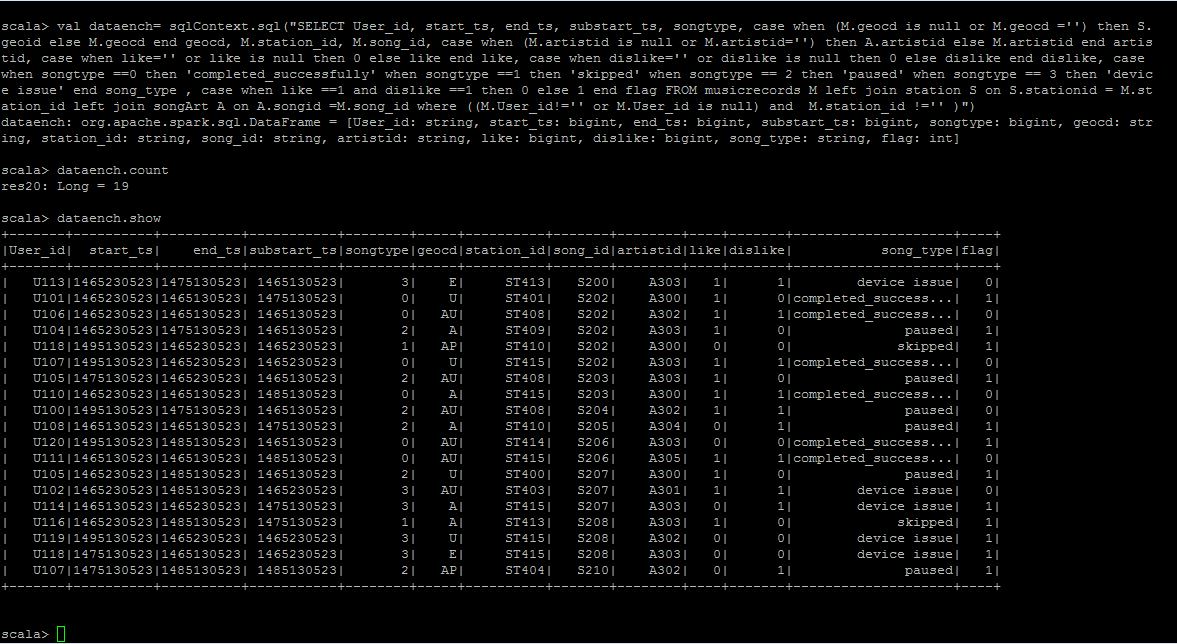 scala> val dataench= sqlContext.sql("SELECT User_id, start_ts, end_ts, substart_ts, songtype, case when (M.geocd is null or M.geocd ='') then S.
geoid else M.geocd end geocd, M.station_id, M.song_id, case when (M.artistid is null or M.artistid='') then A.artistid else M.artistid end artis
tid, case when like='' or like is null then 0 else like end like, case when dislike='' or dislike is null then 0 else dislike end dislike, case
when songtype ==0 then 'completed_successfully' when songtype ==1 then 'skipped' when songtype == 2 then 'paused' when songtype == 3 then 'devic
e issue' end song_type , case when like ==1 and dislike ==1 then 0 else 1 end flag FROM musicrecords M left join station S on S.stationid = M.st
ation_id left join songArt A on A.songid =M.song_id where ((M.User_id!='' or M.User_id is null) and  M.station_id !='' )")
dataench: org.apache.spark.sql.DataFrame = [User_id: string, start_ts: bigint, end_ts: bigint, substart_ts: bigint, songtype: bigint, geocd: str
ing, station_id: string, song_id: string, artistid: string, like: bigint, dislike: bigint, song_type: string, flag: int]
scala> dataench.count
res20: Long = 19
scala> dataench.show
+-------+----------+----------+-----------+--------+-----+----------+-------+--------+----+-------+--------------------+----+
|User_id|  start_ts|    end_ts|substart_ts|songtype|geocd|station_id|song_id|artistid|like|dislike|           song_type|flag|
+-------+----------+----------+-----------+--------+-----+----------+-------+--------+----+-------+--------------------+----+
|   U113|1465230523|1475130523| 1465130523|       3|    E|     ST413|   S200|    A303|   1|      1|        device issue|   0|
|   U101|1465130523|1465130523| 1475130523|       0|    U|     ST401|   S202|    A300|   1|      0|completed_success...|   1|
|   U106|1465130523|1465130523| 1465230523|       0|   AU|     ST408|   S202|    A302|   1|      1|completed_success...|   0|
|   U104|1465230523|1475130523| 1465130523|       2|    A|     ST409|   S202|    A303|   1|      0|              paused|   1|
|   U118|1495130523|1465230523| 1465230523|       1|   AP|     ST410|   S202|    A300|   0|      0|             skipped|   1|
|   U107|1495130523|1465230523| 1465130523|       0|    U|     ST415|   S202|    A303|   1|      1|completed_success...|   0|
|   U105|1475130523|1465230523| 1465130523|       2|   AU|     ST408|   S203|    A303|   1|      0|              paused|   1|
|   U110|1465230523|1465130523| 1485130523|       0|    A|     ST415|   S203|    A300|   1|      1|completed_success...|   0|
|   U100|1495130523|1475130523| 1465230523|       2|   AU|     ST408|   S204|    A302|   1|      1|              paused|   0|
|   U108|1465130523|1465130523| 1475130523|       2|    A|     ST410|   S205|    A304|   1|      0|              paused|   1|
|   U120|1495130523|1485130523| 1465130523|       0|   AU|     ST414|   S206|    A303|   0|      0|completed_success...|   1|
|   U111|1465130523|1465130523| 1485130523|       0|   AU|     ST415|   S206|    A305|   0|      1|completed_success...|   1|
|   U105|1465230523|1485130523| 1465130523|       2|    U|     ST400|   S207|    A300|   1|      0|              paused|   1|
|   U102|1465230523|1485130523| 1465230523|       3|   AU|     ST403|   S207|    A301|   1|      1|        device issue|   0|
|   U114|1465230523|1485130523| 1475130523|       3|    A|     ST415|   S207|    A303|   0|      1|        device issue|   1|
|   U116|1465230523|1485130523| 1475130523|       1|    A|     ST413|   S208|    A303|   1|      0|             skipped|   1|
|   U119|1495130523|1465130523| 1465230523|       3|    U|     ST415|   S208|    A302|   0|      0|        device issue|   1|
|   U118|1475130523|1465130523| 1465230523|       3|    E|     ST415|   S208|    A303|   0|      0|        device issue|   1|
|   U107|1475130523|1485130523| 1485130523|       2|   AP|     ST404|   S210|    A302|   0|      1|              paused|   1|
+-------+----------+----------+-----------+--------+-----+----------+-------+--------+----+-------+--------------------+----+
scala>